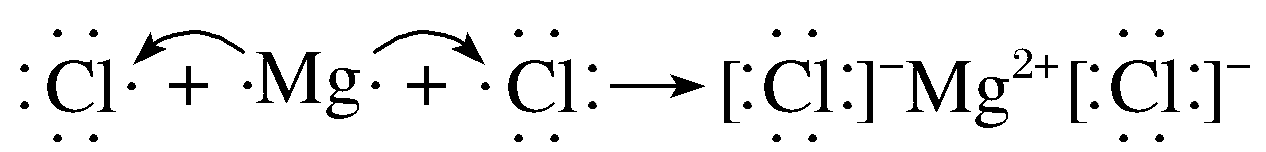 :Cl· + ·Mg· + ·Cl: ⟶ [:Cl:]⁻Mg²⁺[:Cl:]⁻